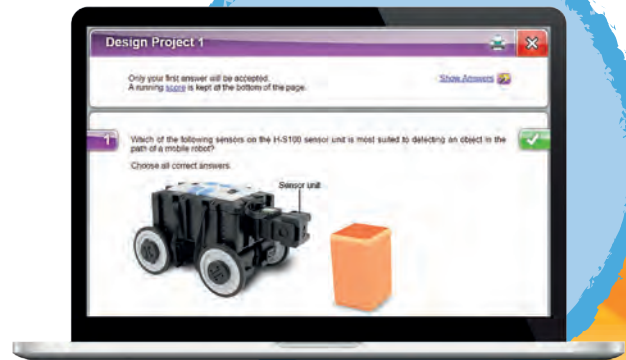 Design Project 1
Only your first answer will be accepted.
Show Answers
A running score is kept at the bottom of the page.
1
Which of the following sensors on the H-S100 sensor unit is most suited to detecting an object in the
path of a mobile robot?
Choose all correct answers.
Sensor unit